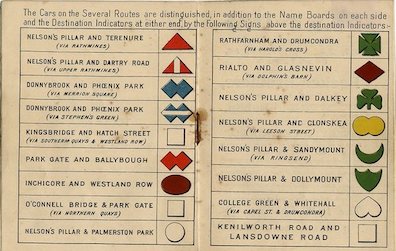 The Cars on the Several Routes are distinguished, in addition to the Name Boards on each side
and the Destination Indicators at either end, by the following Signs above the destination Indicators:-
NELSON'S PILLAR AND TERENURE
(VIA RATHMINES)
NELSON'S PILLAR AND DARTRY ROAD
(VIA UPPER RATHMINES)
DONNYBROOK AND PHŒNIX PARK
(VIA MERRION SQUARE)
DONNYBROOK AND PHŒNIX PARK
(VIA STEPHEN'S GREEN)
KINGSBRIDGE AND HATCH STREET
(VIA SOUTHERN QUAYS & WESTLAND ROW)
PARK GATE AND BALLYBOUGH
INCHICORE AND WESTLAND ROW
O'CONNELL BRIDGE & PARK GATE
(VIA NORTHERN QUAYS)
NELSON'S PILLAR & PALMERSTON PARK
RATHFARNHAM AND DRUMCONDRA
(VIA HAROLD'S CROSS)
RIALTO AND GLASNEVIN
(VIA DOLPHIN'S BARN)
NELSON'S PILLAR AND DALKEY
NELSON'S PILLAR AND CLONSKEA
(VIA LEESON STREET)
NELSON'S PILLAR & SANDYMOUNT
(VIA RINGSEND)
NELSON'S PILLAR & DOLLYMOUNT
COLLEGE GREEN & WHITEHALL
(VIA CAPEL ST. & DRUMCONDRA)
KENILWORTH ROAD AND
LANSDOWNE ROAD